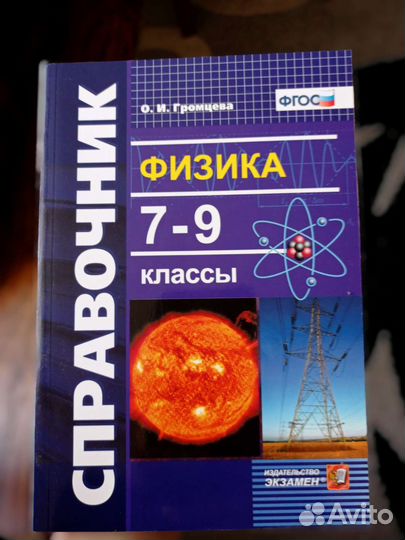 СПРАВОЧНИК
О. И. Громцева
ФГОС
ФИЗИКА
7-9
КЛАССЫ
ИЗДАТЕЛЬСТВО
ЭКЗАМЕН
Avito